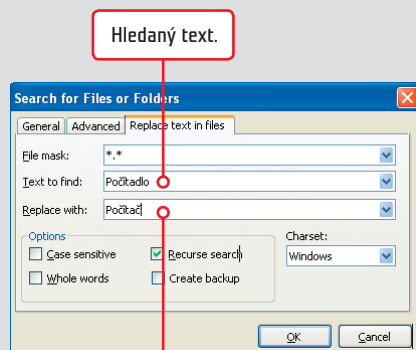 Hledaný text.
Search for Files or Folders
General Advanced Replace text in files
File mask: *.*
Text to find: Počítadlo
Replace with: Počítač
Options Charset:
Case sensitive Recurse search Windows
Whole words Create backup
OK Cancel